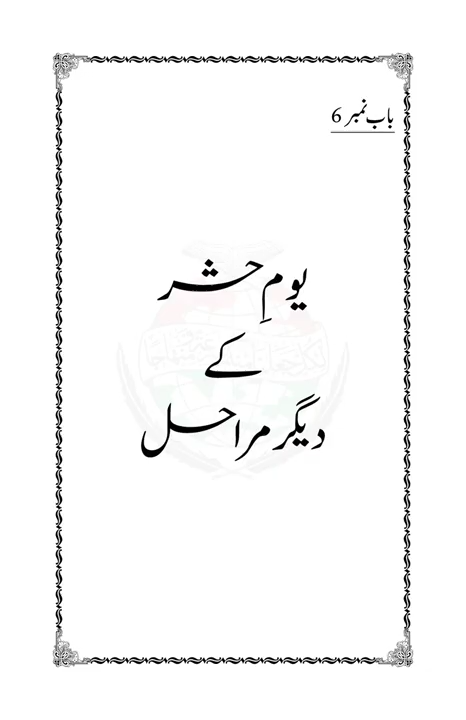 باب نمبر 6
یومِ حشر
کے
دیگر مراحل